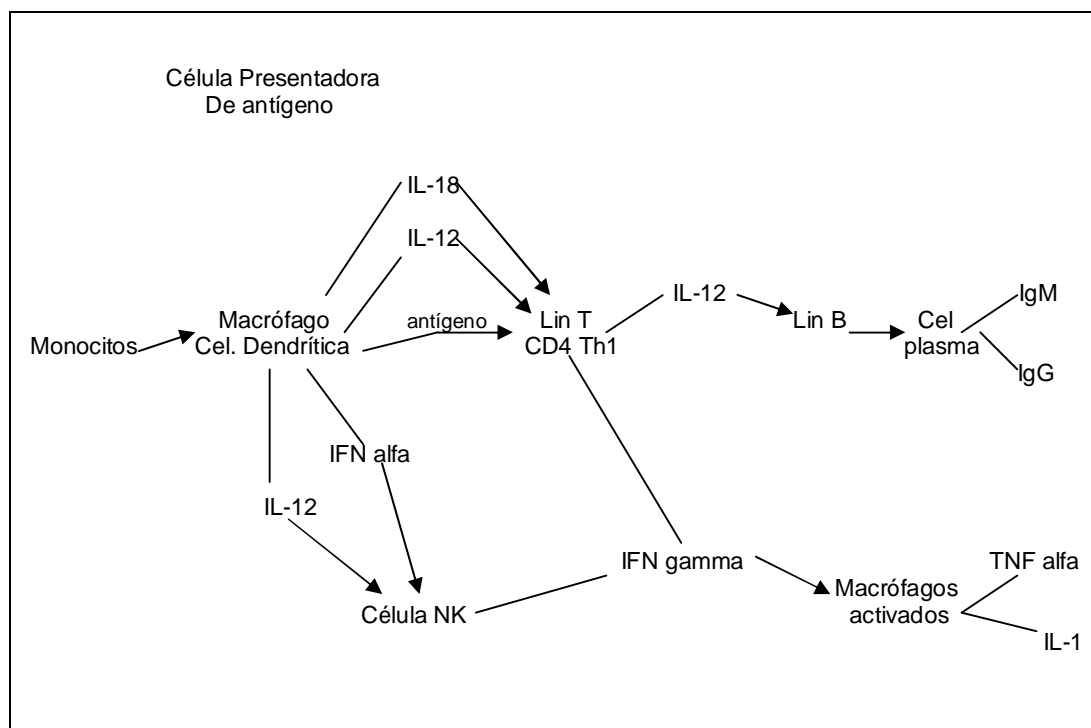 Célula Presentadora
De antígeno
IL-18
IL-12
Monocitos
Macrófago
Cel. Dendrítica
antígeno
Lin T
CD4 Th1
IL-12
Lin B
Cel
plasma
IgM
IgG
IFN alfa
IL-12
Célula NK
IFN gamma
Macrófagos
activados
TNF alfa
IL-1